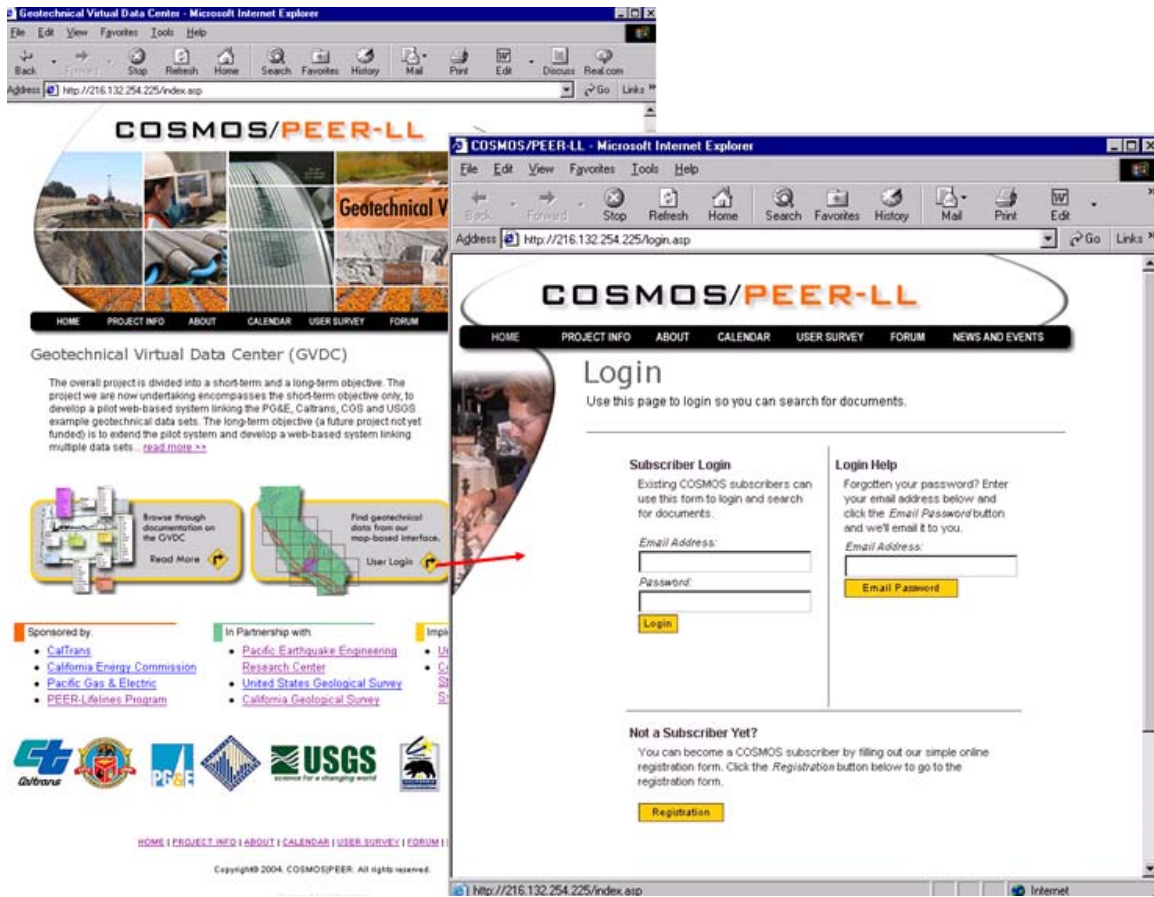 Geotechnical Virtual Data Center - Microsoft Internet Explorer
File Edit View Favorites Tools Help
Back Forward Stop Refresh Home Search Favorites History Mail Print Edit Discuss Real.com
Address http://216.132.254.225/index.asp Go Links »
COSMOS/PEER-LL
Geotechnical V
HOME PROJECT INFO ABOUT CALENDAR USER SURVEY FORUM
Geotechnical Virtual Data Center (GVDC)
The overall project is divided into a short-term and a long-term objective. The
project we are now undertaking encompasses the short-term objective only, to
develop a pilot web-based system linking the PG&E, Caltrans, CGS and USGS
example geotechnical data sets. The long-term objective (a future project not yet
funded) is to extend the pilot system and develop a web-based system linking
multiple data sets... read more >>
Browse through
documentation on
the GVDC
Read More
Find geotechnical
data from our
map-based interface.
User Login
Sponsored by:
• CalTrans
• California Energy Commission
• Pacific Gas & Electric
• PEER-Lifelines Program
In Partnership with:
• Pacific Earthquake Engineering
Research Center
• United States Geological Survey
• California Geological Survey
Caltrans
PG&E
USGS
science for a changing world
HOME | PROJECT INFO | ABOUT | CALENDAR | USER SURVEY | FORUM |
Copyright© 2004, COSMOS|PEER. All rights reserved.
COSMOS/PEER-LL - Microsoft Internet Explorer
File Edit View Favorites Tools Help
Back Forward Stop Refresh Home Search Favorites History Mail Print Edit »
Address http://216.132.254.225/login.asp Go Links »
COSMOS/PEER-LL
HOME PROJECT INFO ABOUT CALENDAR USER SURVEY FORUM NEWS AND EVENTS
Login
Use this page to login so you can search for documents.
Subscriber Login
Existing COSMOS subscribers can
use this form to login and search
for documents.
Email Address:
Password:
Login
Login Help
Forgotten your password? Enter
your email address below and
click the Email Password button
and we'll email it to you.
Email Address:
Email Password
Not a Subscriber Yet?
You can become a COSMOS subscriber by filling out our simple online
registration form. Click the Registration button below to go to the
registration form.
Registration
http://216.132.254.225/index.asp Internet